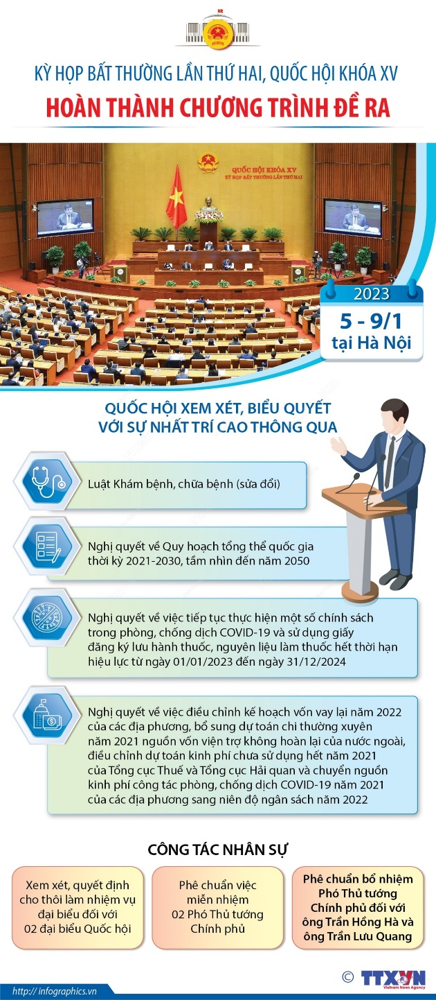 KỲ HỌP BẤT THƯỜNG LẦN THỨ HAI, QUỐC HỘI KHÓA XV
HOÀN THÀNH CHƯƠNG TRÌNH ĐỀ RA
QUỐC HỘI KHÓA XV
KỲ HỌP BẤT THƯỜNG LẦN THỨ HAI
2023
5 - 9/1
tại Hà Nội
QUỐC HỘI XEM XÉT, BIỂU QUYẾT
VỚI SỰ NHẤT TRÍ CAO THÔNG QUA
Luật Khám bệnh, chữa bệnh (sửa đổi)
Nghị quyết về Quy hoạch tổng thể quốc gia
thời kỳ 2021-2030, tầm nhìn đến năm 2050
Nghị quyết về việc tiếp tục thực hiện một số chính sách
trong phòng, chống dịch COVID-19 và sử dụng giấy
đăng ký lưu hành thuốc, nguyên liệu làm thuốc hết thời hạn
hiệu lực từ ngày 01/01/2023 đến ngày 31/12/2024
Nghị quyết về việc điều chỉnh kế hoạch vốn vay lại năm 2022
của các địa phương, bổ sung dự toán chi thường xuyên
năm 2021 nguồn vốn viện trợ không hoàn lại của nước ngoài,
điều chỉnh dự toán kinh phí chưa sử dụng hết năm 2021
của Tổng cục Thuế và Tổng cục Hải quan và chuyển nguồn
kinh phí công tác phòng, chống dịch COVID-19 năm 2021
của các địa phương sang niên độ ngân sách năm 2022
CÔNG TÁC NHÂN SỰ
Xem xét, quyết định
cho thôi làm nhiệm vụ
đại biểu đối với
02 đại biểu Quốc hội
Phê chuẩn việc
miễn nhiệm
02 Phó Thủ tướng
Chính phủ
Phê chuẩn bổ nhiệm
Phó Thủ tướng
Chính phủ đối với
ông Trần Hồng Hà và
ông Trần Lưu Quang
http://infographics.vn
© TTXVN
Vietnam News Agency